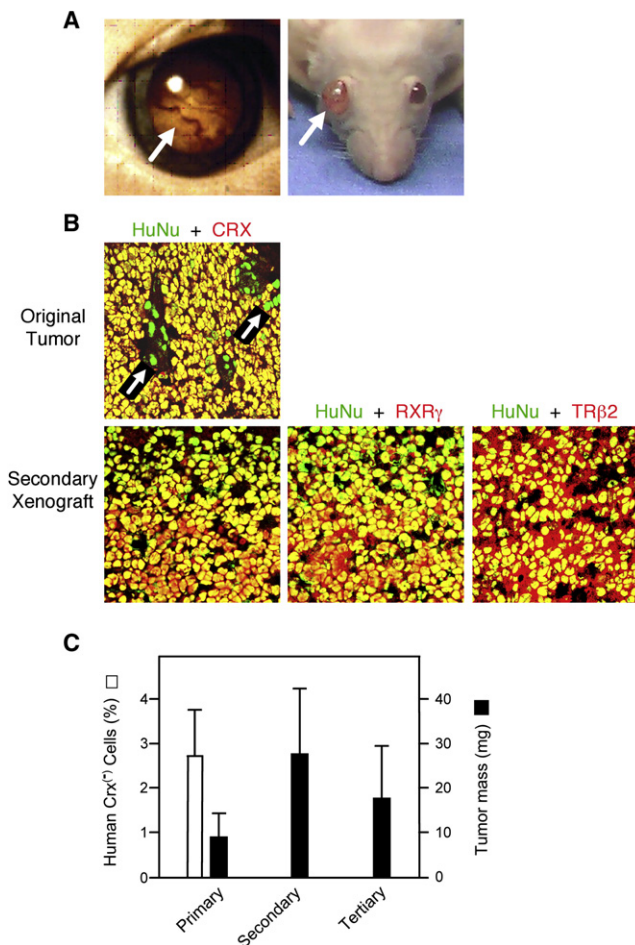 A
B
HuNu + CRX
Original
Tumor
HuNu + RXRγ
HuNu + TRβ2
Secondary
Xenograft
C
Human Crx(-) Cells (%)
4
3
2
1
0
Tumor mass (mg)
40
30
20
10
0
Primary
Secondary
Tertiary